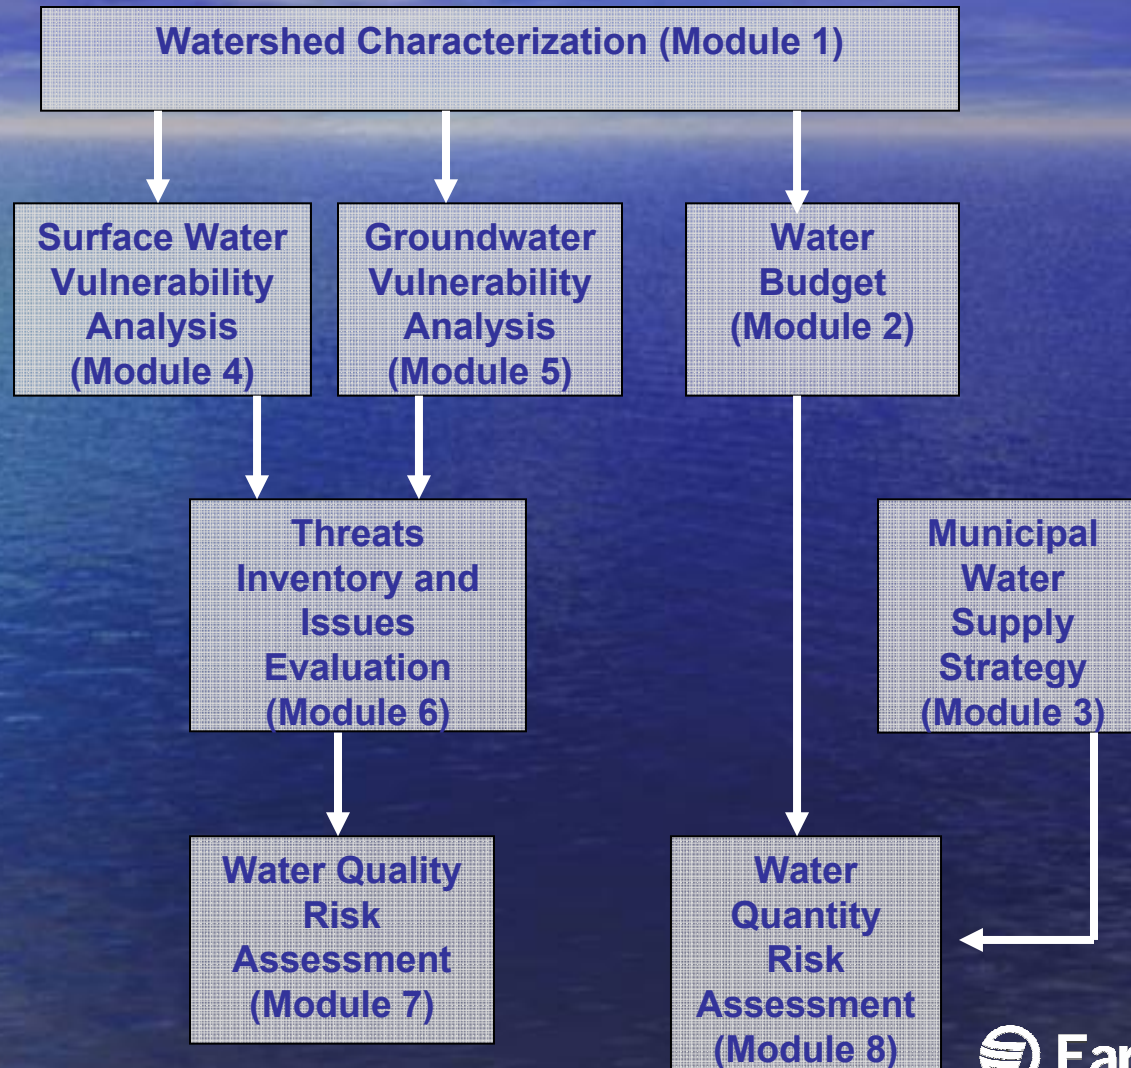 Watershed Characterization (Module 1)
Surface Water
Vulnerability
Analysis
(Module 4)
Groundwater
Vulnerability
Analysis
(Module 5)
Water
Budget
(Module 2)
Threats
Inventory and
Issues
Evaluation
(Module 6)
Municipal
Water
Supply
Strategy
(Module 3)
Water Quality
Risk
Assessment
(Module 7)
Water
Quantity
Risk
Assessment
(Module 8)